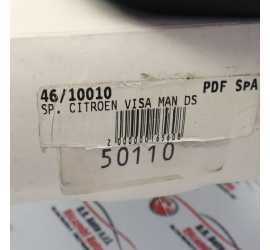 46/10010 PDF SpA
SP. CITROEN VISA MAN DS
50110